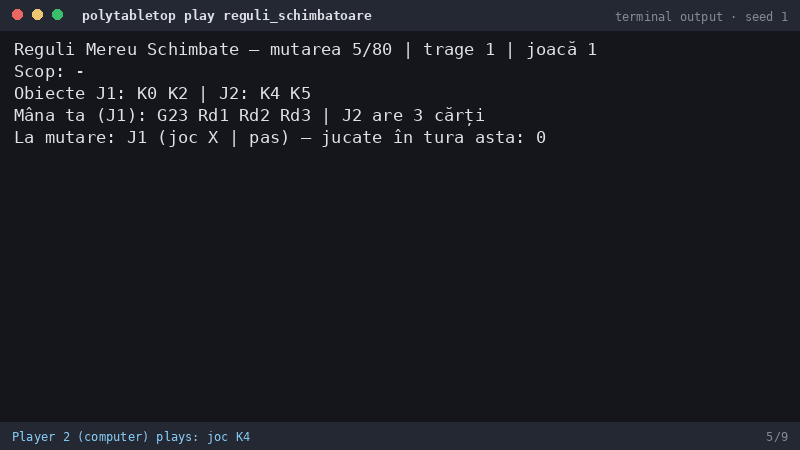 polytabletop play reguli_schimbatoare
terminal output · seed 1
Reguli Mereu Schimbate — mutarea 5/80 | trage 1 | joacă 1
Scop: -
Obiecte J1: K0 K2 | J2: K4 K5
Mâna ta (J1): G23 Rd1 Rd2 Rd3 | J2 are 3 cărți
La mutare: J1 (joc X | pas) — jucate în tura asta: 0
Player 2 (computer) plays: joc K4
5/9